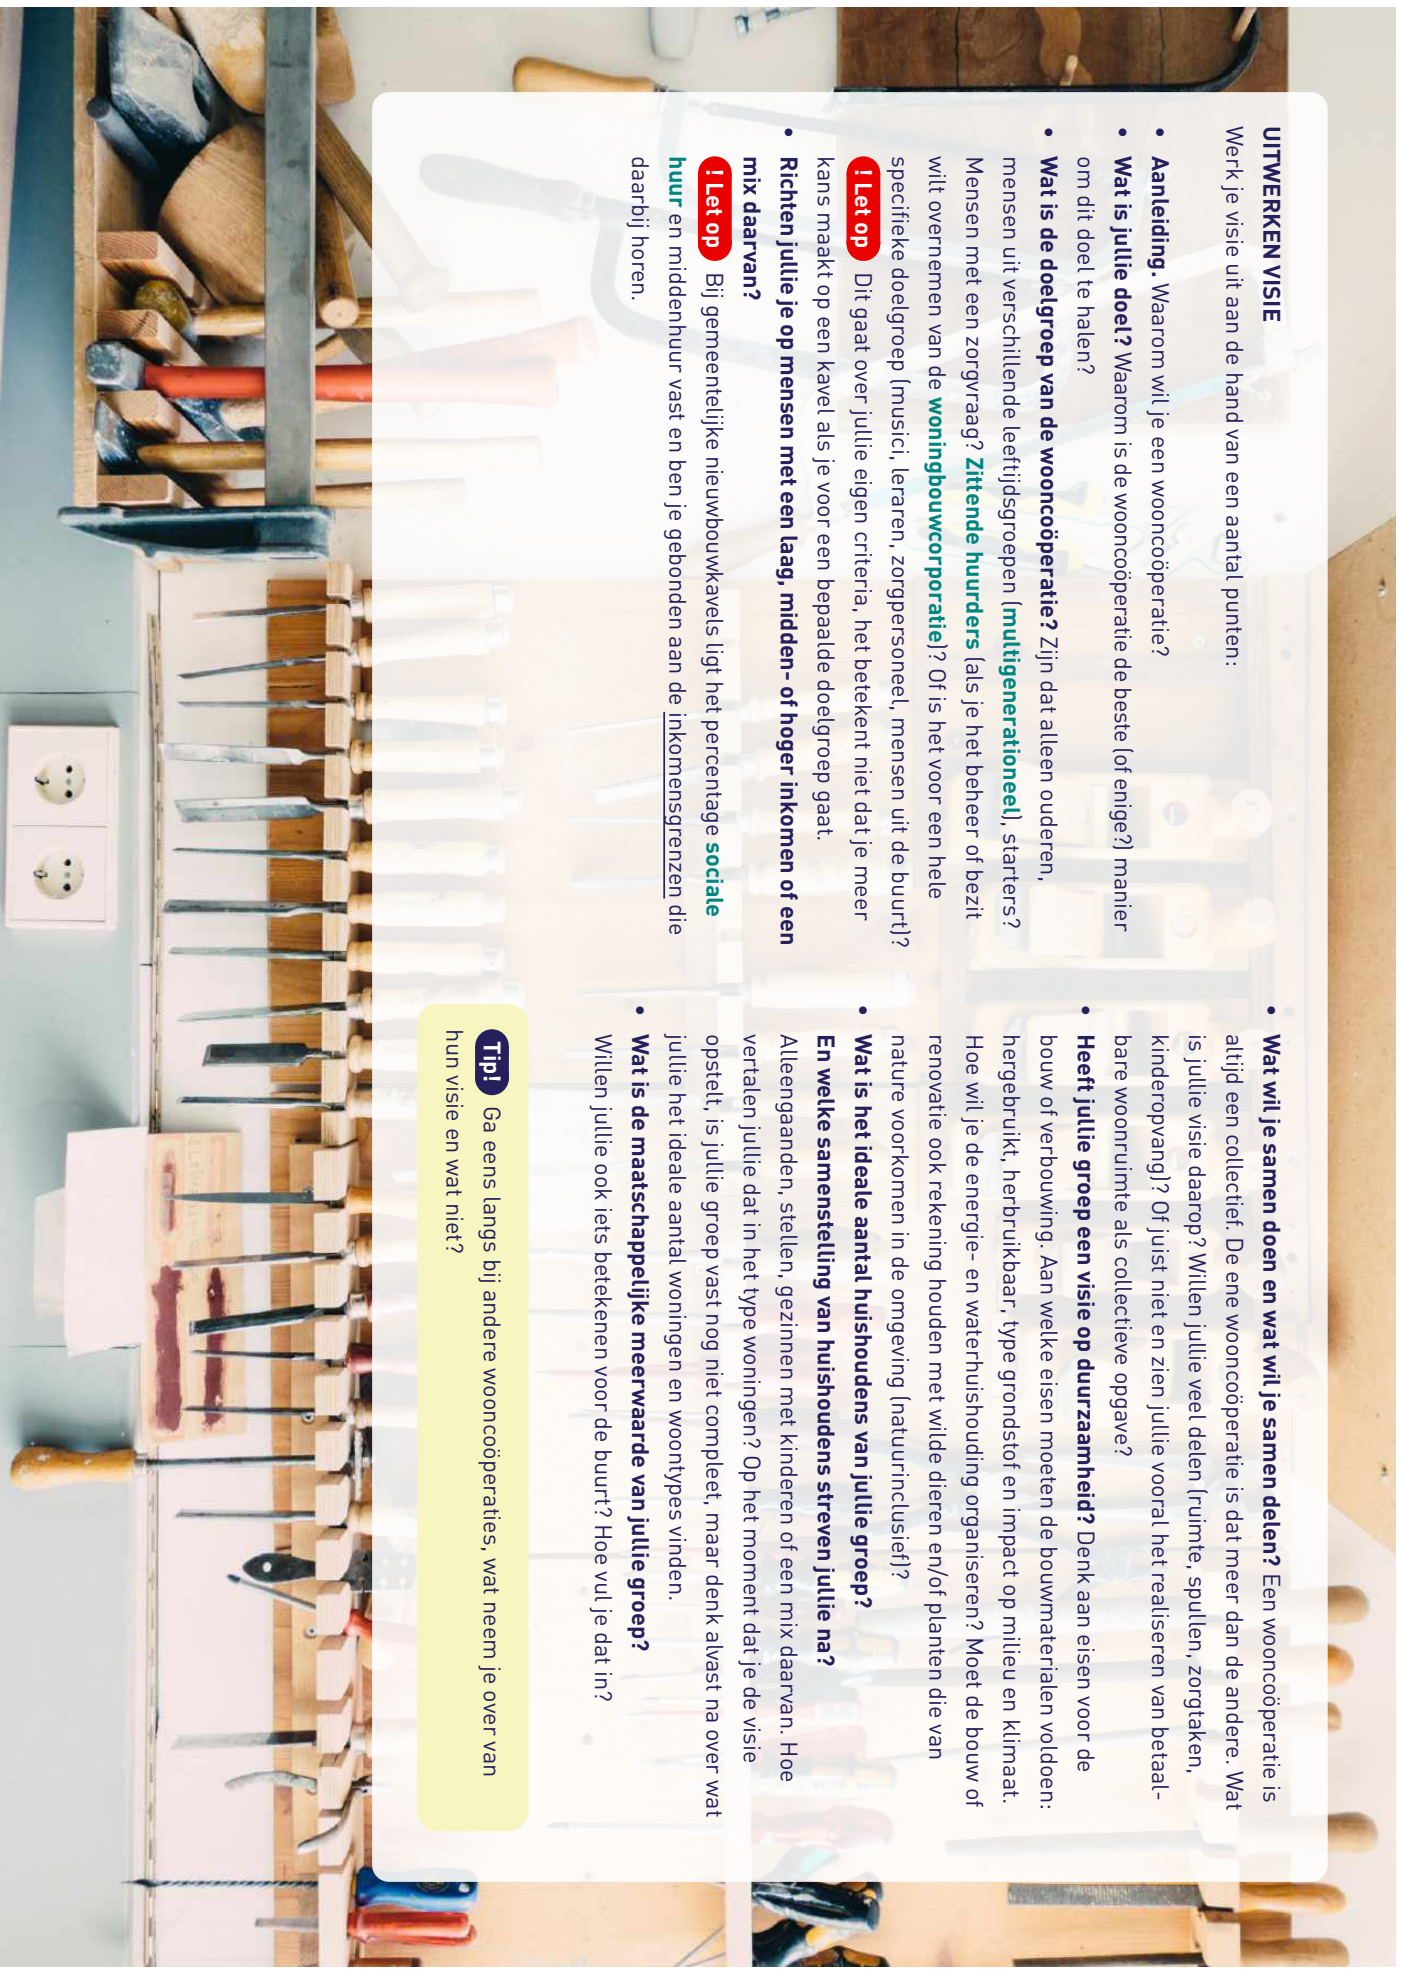 UITWERKEN VISIE
Werk je visie uit aan de hand van een aantal punten:
• Aanleiding. Waarom wil je een wooncoöperatie?
• Wat is jullie doel? Waarom is de wooncoöperatie de beste (of enige?) manier
om dit doel te halen?
• Wat is de doelgroep van de wooncoöperatie? Zijn dat alleen ouderen,
mensen uit verschillende leeftijdsgroepen (multigenerationeel), starters?
Mensen met een zorgvraag? Zittende huurders (als je het beheer of bezit
wilt overnemen van de woningbouwcorporatie)? Of is het voor een hele
specifieke doelgroep (musici, leraren, zorgpersoneel, mensen uit de buurt)?
! Let op Dit gaat over jullie eigen criteria, het betekent niet dat je meer
kans maakt op een kavel als je voor een bepaalde doelgroep gaat.
• Richten jullie je op mensen met een laag, midden- of hoger inkomen of een
mix daarvan?
! Let op Bij gemeentelijke nieuwbouwkavels ligt het percentage sociale
huur en middenhuur vast en ben je gebonden aan de inkomensgrenzen die
daarbij horen.
• Wat wil je samen doen en wat wil je samen delen? Een wooncoöperatie is
altijd een collectief. De ene wooncoöperatie is dat meer dan de andere. Wat
is jullie visie daarop? Willen jullie veel delen (ruimte, spullen, zorgtaken,
kinderopvang)? Of juist niet en zien jullie vooral het realiseren van betaal-
bare woonruimte als collectieve opgave?
• Heeft jullie groep een visie op duurzaamheid? Denk aan eisen voor de
bouw of verbouwing. Aan welke eisen moeten de bouwmaterialen voldoen:
hergebruikt, herbruikbaar, type grondstof en impact op milieu en klimaat.
Hoe wil je de energie- en waterhuishouding organiseren? Moet de bouw of
renovatie ook rekening houden met wilde dieren en/of planten die van
nature voorkomen in de omgeving (natuurinclusief)?
• Wat is het ideale aantal huishoudens van jullie groep?
En welke samenstelling van huishoudens streven jullie na?
Alleengaanden, stellen, gezinnen met kinderen of een mix daarvan. Hoe
vertalen jullie dat in het type woningen? Op het moment dat je de visie
opstelt, is jullie groep vast nog niet compleet, maar denk alvast na over wat
jullie het ideale aantal woningen en woontypes vinden.
• Wat is de maatschappelijke meerwaarde van jullie groep?
Willen jullie ook iets betekenen voor de buurt? Hoe vul je dat in?
Tip! Ga eens langs bij andere wooncoöperaties, wat neem je over van
hun visie en wat niet?